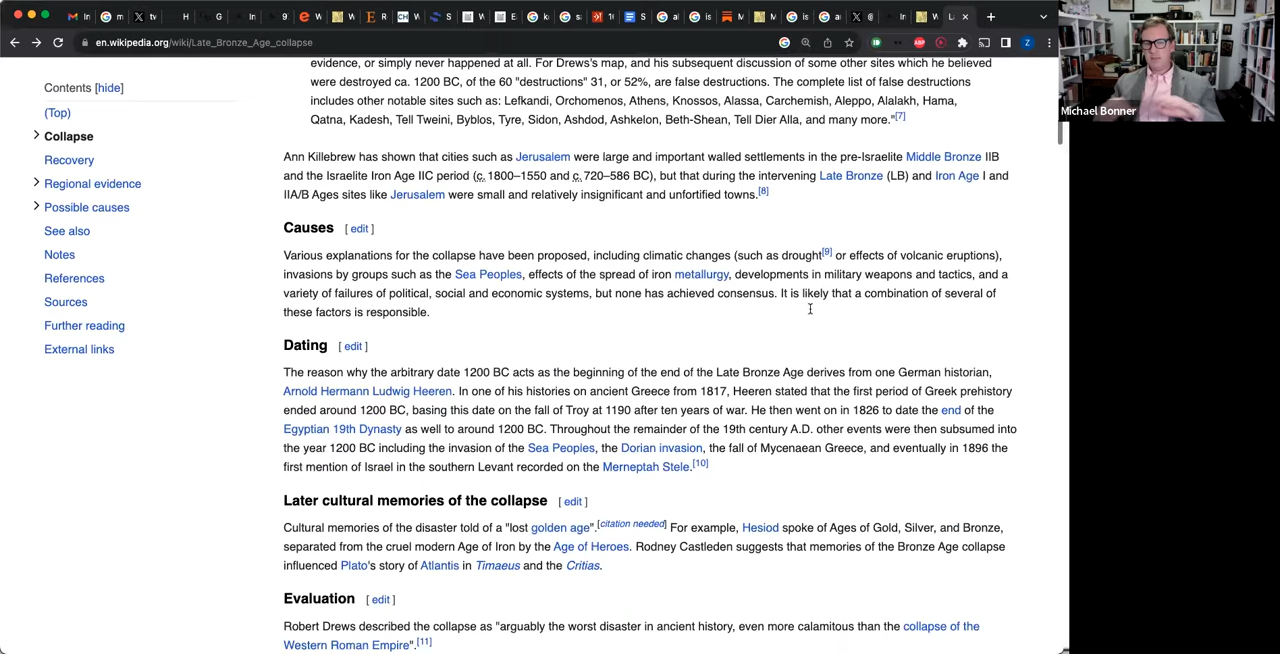 en.wikipedia.org/wiki/Late_Bronze_Age_collapse
Michael Bonner
Contents [hide]
(Top)
Collapse
Recovery
Regional evidence
Possible causes
See also
Notes
References
Sources
Further reading
External links
evidence, or simply never happened at all. For Drews's map, and his subsequent discussion of some other sites which he believed
were destroyed ca. 1200 BC, of the 60 "destructions" 31, or 52%, are false destructions. The complete list of false destructions
includes other notable sites such as: Lefkandi, Orchomenos, Athens, Knossos, Alassa, Carchemish, Aleppo, Alalakh, Hama,
Qatna, Kadesh, Tell Tweini, Byblos, Tyre, Sidon, Ashdod, Ashkelon, Beth-Shean, Tell Dier Alla, and many more."[7]
Ann Killebrew has shown that cities such as Jerusalem were large and important walled settlements in the pre-Israelite Middle Bronze IIB
and the Israelite Iron Age IIC period (c. 1800–1550 and c. 720–586 BC), but that during the intervening Late Bronze (LB) and Iron Age I and
IIA/B Ages sites like Jerusalem were small and relatively insignificant and unfortified towns.[8]
Causes [ edit ]
Various explanations for the collapse have been proposed, including climatic changes (such as drought[9] or effects of volcanic eruptions),
invasions by groups such as the Sea Peoples, effects of the spread of iron metallurgy, developments in military weapons and tactics, and a
variety of failures of political, social and economic systems, but none has achieved consensus. It is likely that a combination of several of
these factors is responsible.
Dating [ edit ]
The reason why the arbitrary date 1200 BC acts as the beginning of the end of the Late Bronze Age derives from one German historian,
Arnold Hermann Ludwig Heeren. In one of his histories on ancient Greece from 1817, Heeren stated that the first period of Greek prehistory
ended around 1200 BC, basing this date on the fall of Troy at 1190 after ten years of war. He then went on in 1826 to date the end of the
Egyptian 19th Dynasty as well to around 1200 BC. Throughout the remainder of the 19th century A.D. other events were then subsumed into
the year 1200 BC including the invasion of the Sea Peoples, the Dorian invasion, the fall of Mycenaean Greece, and eventually in 1896 the
first mention of Israel in the southern Levant recorded on the Merneptah Stele.[10]
Later cultural memories of the collapse [ edit ]
Cultural memories of the disaster told of a "lost golden age".[citation needed] For example, Hesiod spoke of Ages of Gold, Silver, and Bronze,
separated from the cruel modern Age of Iron by the Age of Heroes. Rodney Castleden suggests that memories of the Bronze Age collapse
influenced Plato's story of Atlantis in Timaeus and the Critias.
Evaluation [ edit ]
Robert Drews described the collapse as "arguably the worst disaster in ancient history, even more calamitous than the collapse of the
Western Roman Empire".[11]